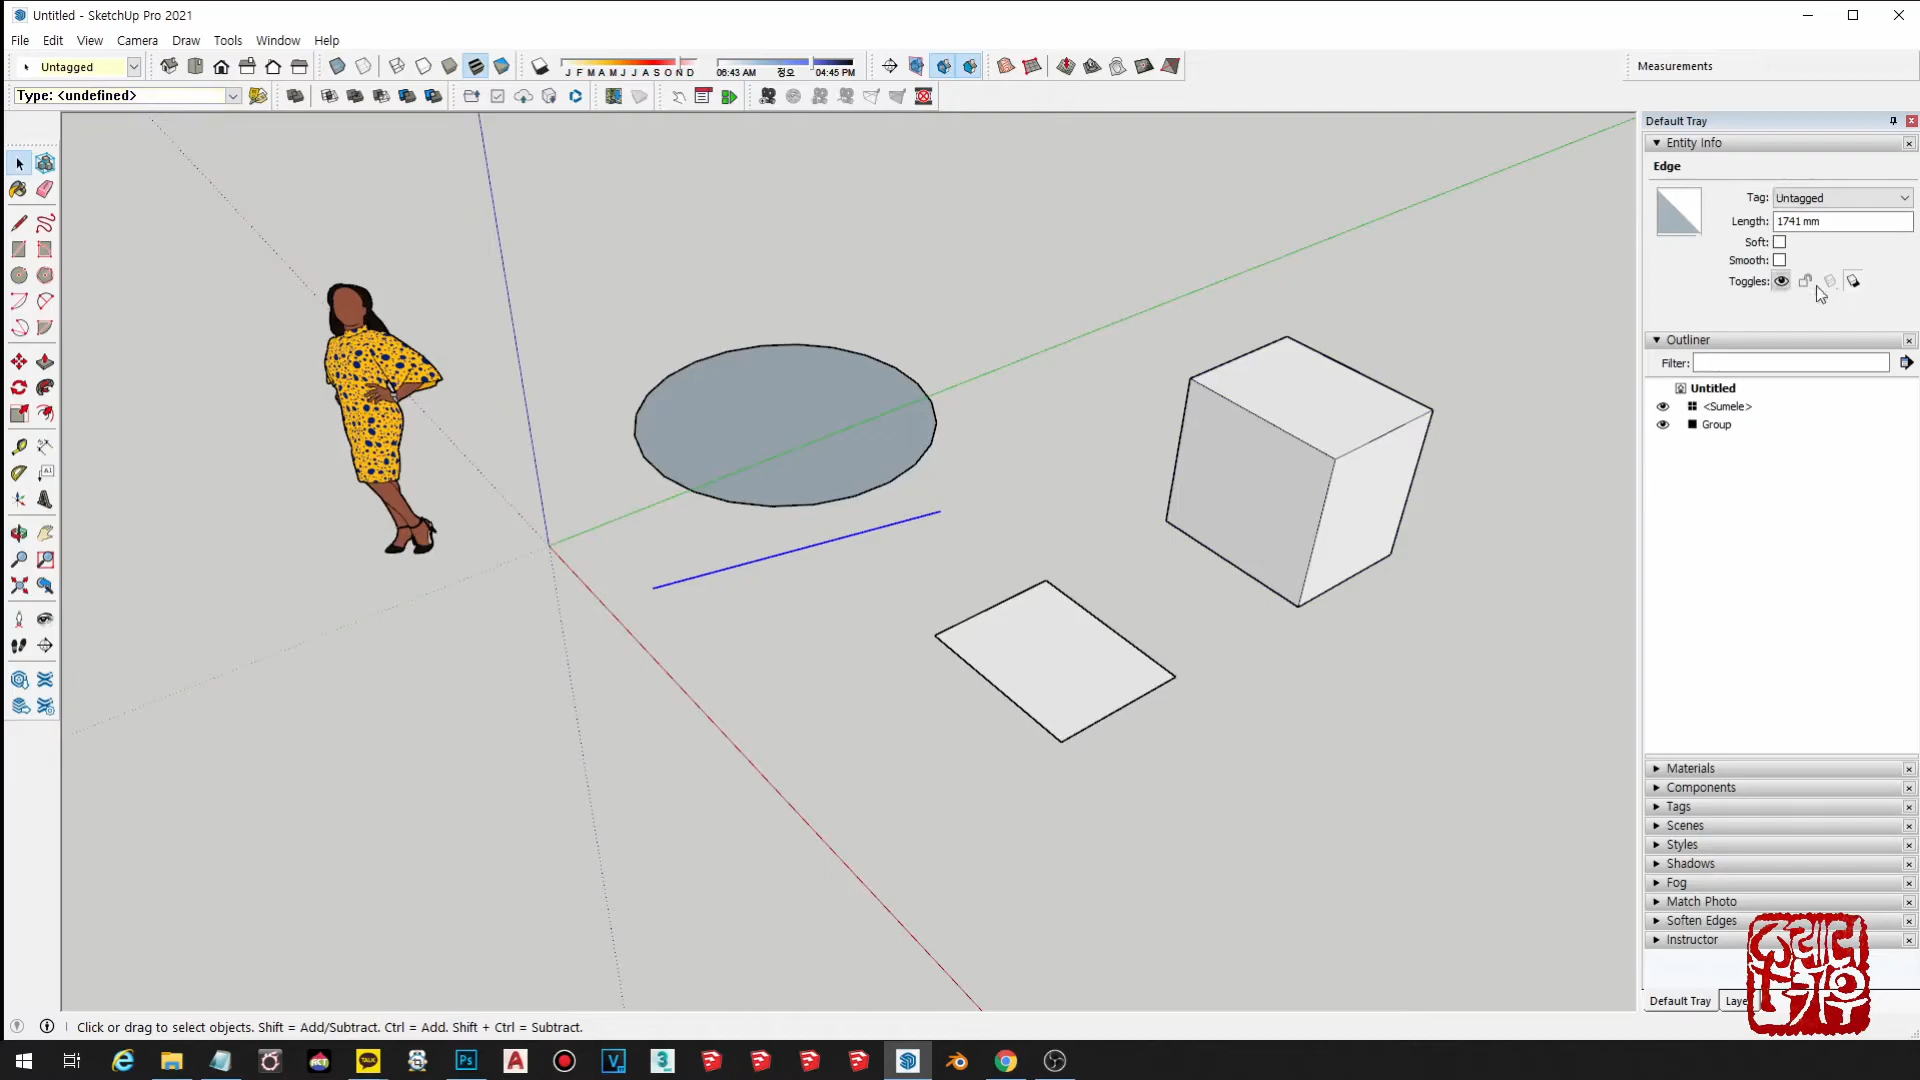 Untitled - SketchUp Pro 2021
File Edit View Camera Draw Tools Window Help
Untagged
J F M A M J J A S O N D
06:43 AM 정오 04:45 PM
Measurements
Type: <undefined>
Default Tray
Entity Info
Edge
Tag: Untagged
Length: 1741 mm
Soft:
Smooth:
Toggles:
Outliner
Filter:
Untitled
<Sumele>
Group
Materials
Components
Tags
Scenes
Styles
Shadows
Fog
Match Photo
Soften Edges
Instructor
Default Tray
Click or drag to select objects. Shift = Add/Subtract. Ctrl = Add. Shift + Ctrl = Subtract.